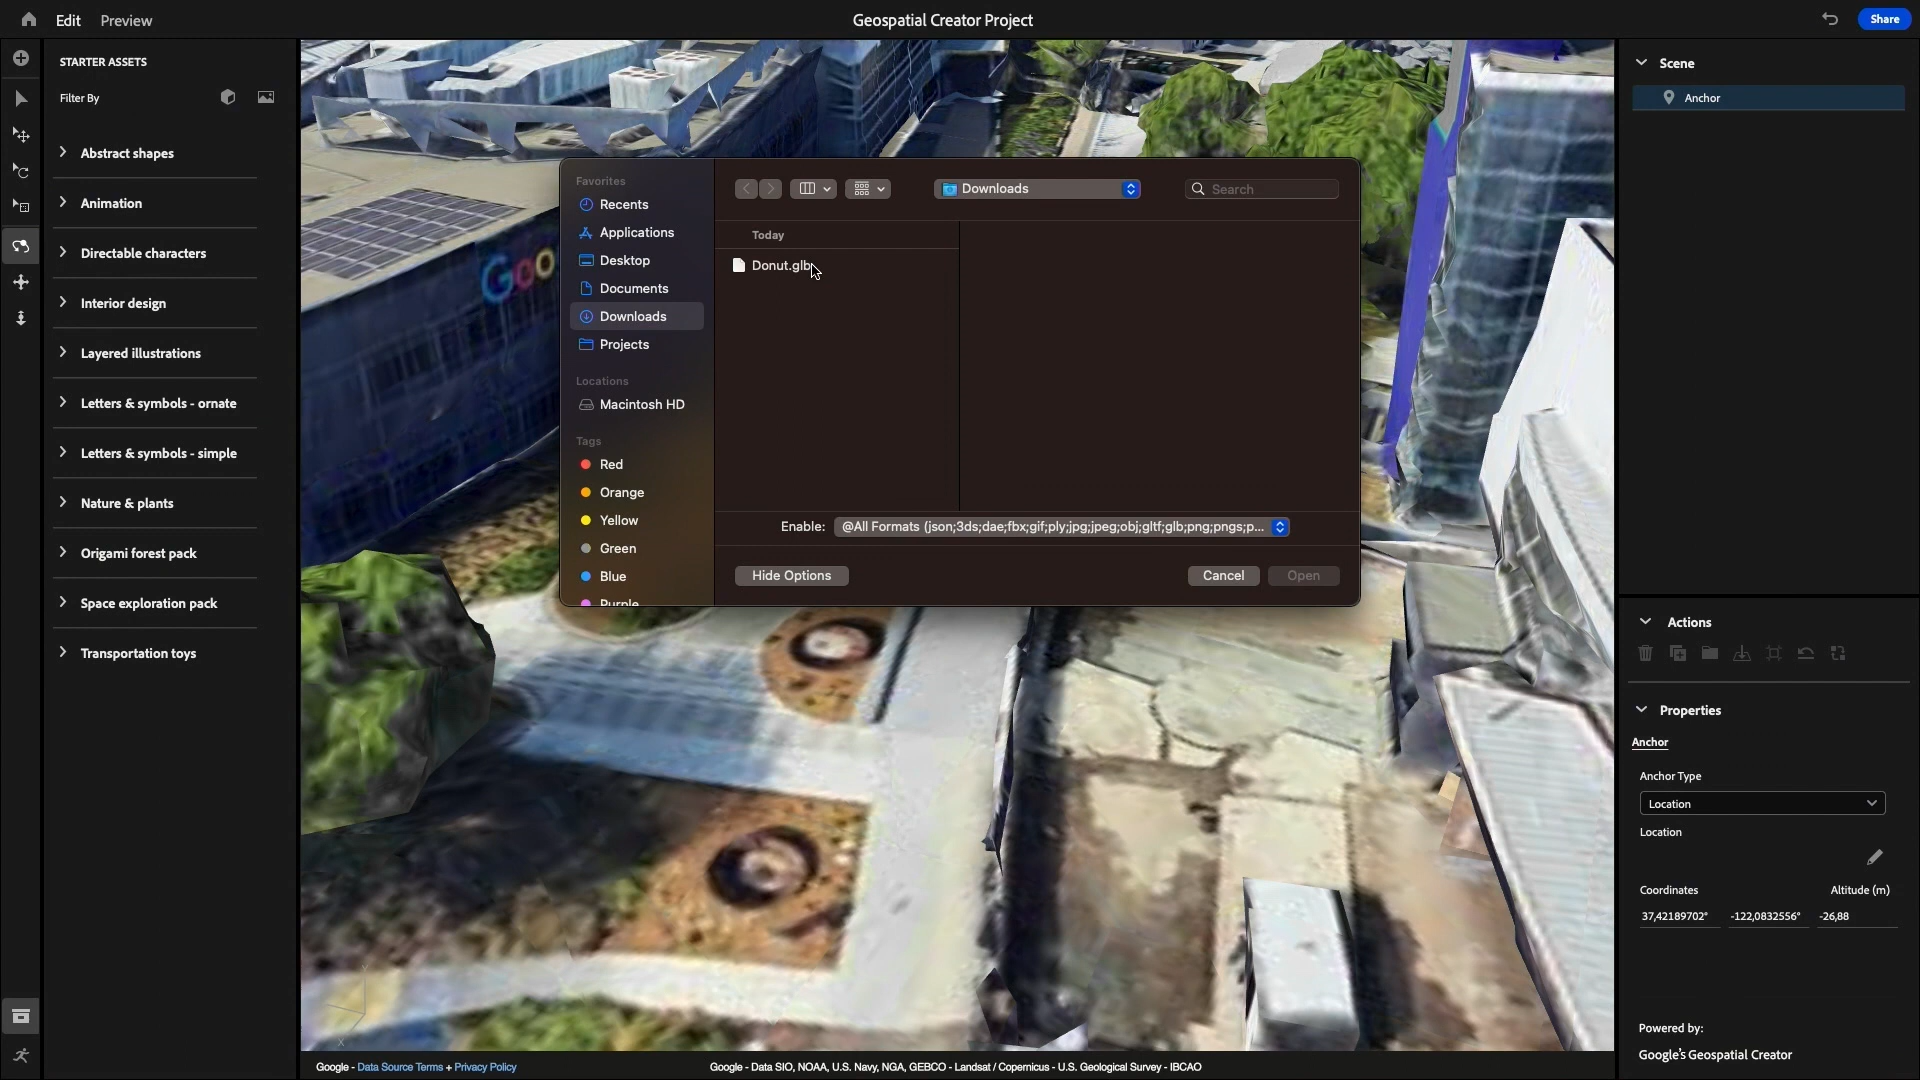 Edit
Preview
Geospatial Creator Project
Share
STARTER ASSETS
Filter By
Abstract shapes
Animation
Directable characters
Interior design
Layered illustrations
Letters & symbols - ornate
Letters & symbols - simple
Nature & plants
Origami forest pack
Space exploration pack
Transportation toys
Goo
Favorites
Recents
Applications
Desktop
Documents
Downloads
Projects
Locations
Macintosh HD
Tags
Red
Orange
Yellow
Green
Blue
Purple
Downloads
Search
Today
Donut.glb
Enable:
@All Formats (json;3ds;dae;fbx;gif;ply;jpg;jpeg;obj;gltf;glb;png;pngs;p...
Hide Options
Cancel
Open
Scene
Anchor
Actions
Properties
Anchor
Anchor Type
Location
Location
Coordinates
Altitude (m)
37,42189702°
-122,0832556°
-26,88
Powered by:
Google's Geospatial Creator
Y
X
Google - Data Source Terms + Privacy Policy
Google - Data SIO, NOAA, U.S. Navy, NGA, GEBCO - Landsat / Copernicus - U.S. Geological Survey - IBCAO